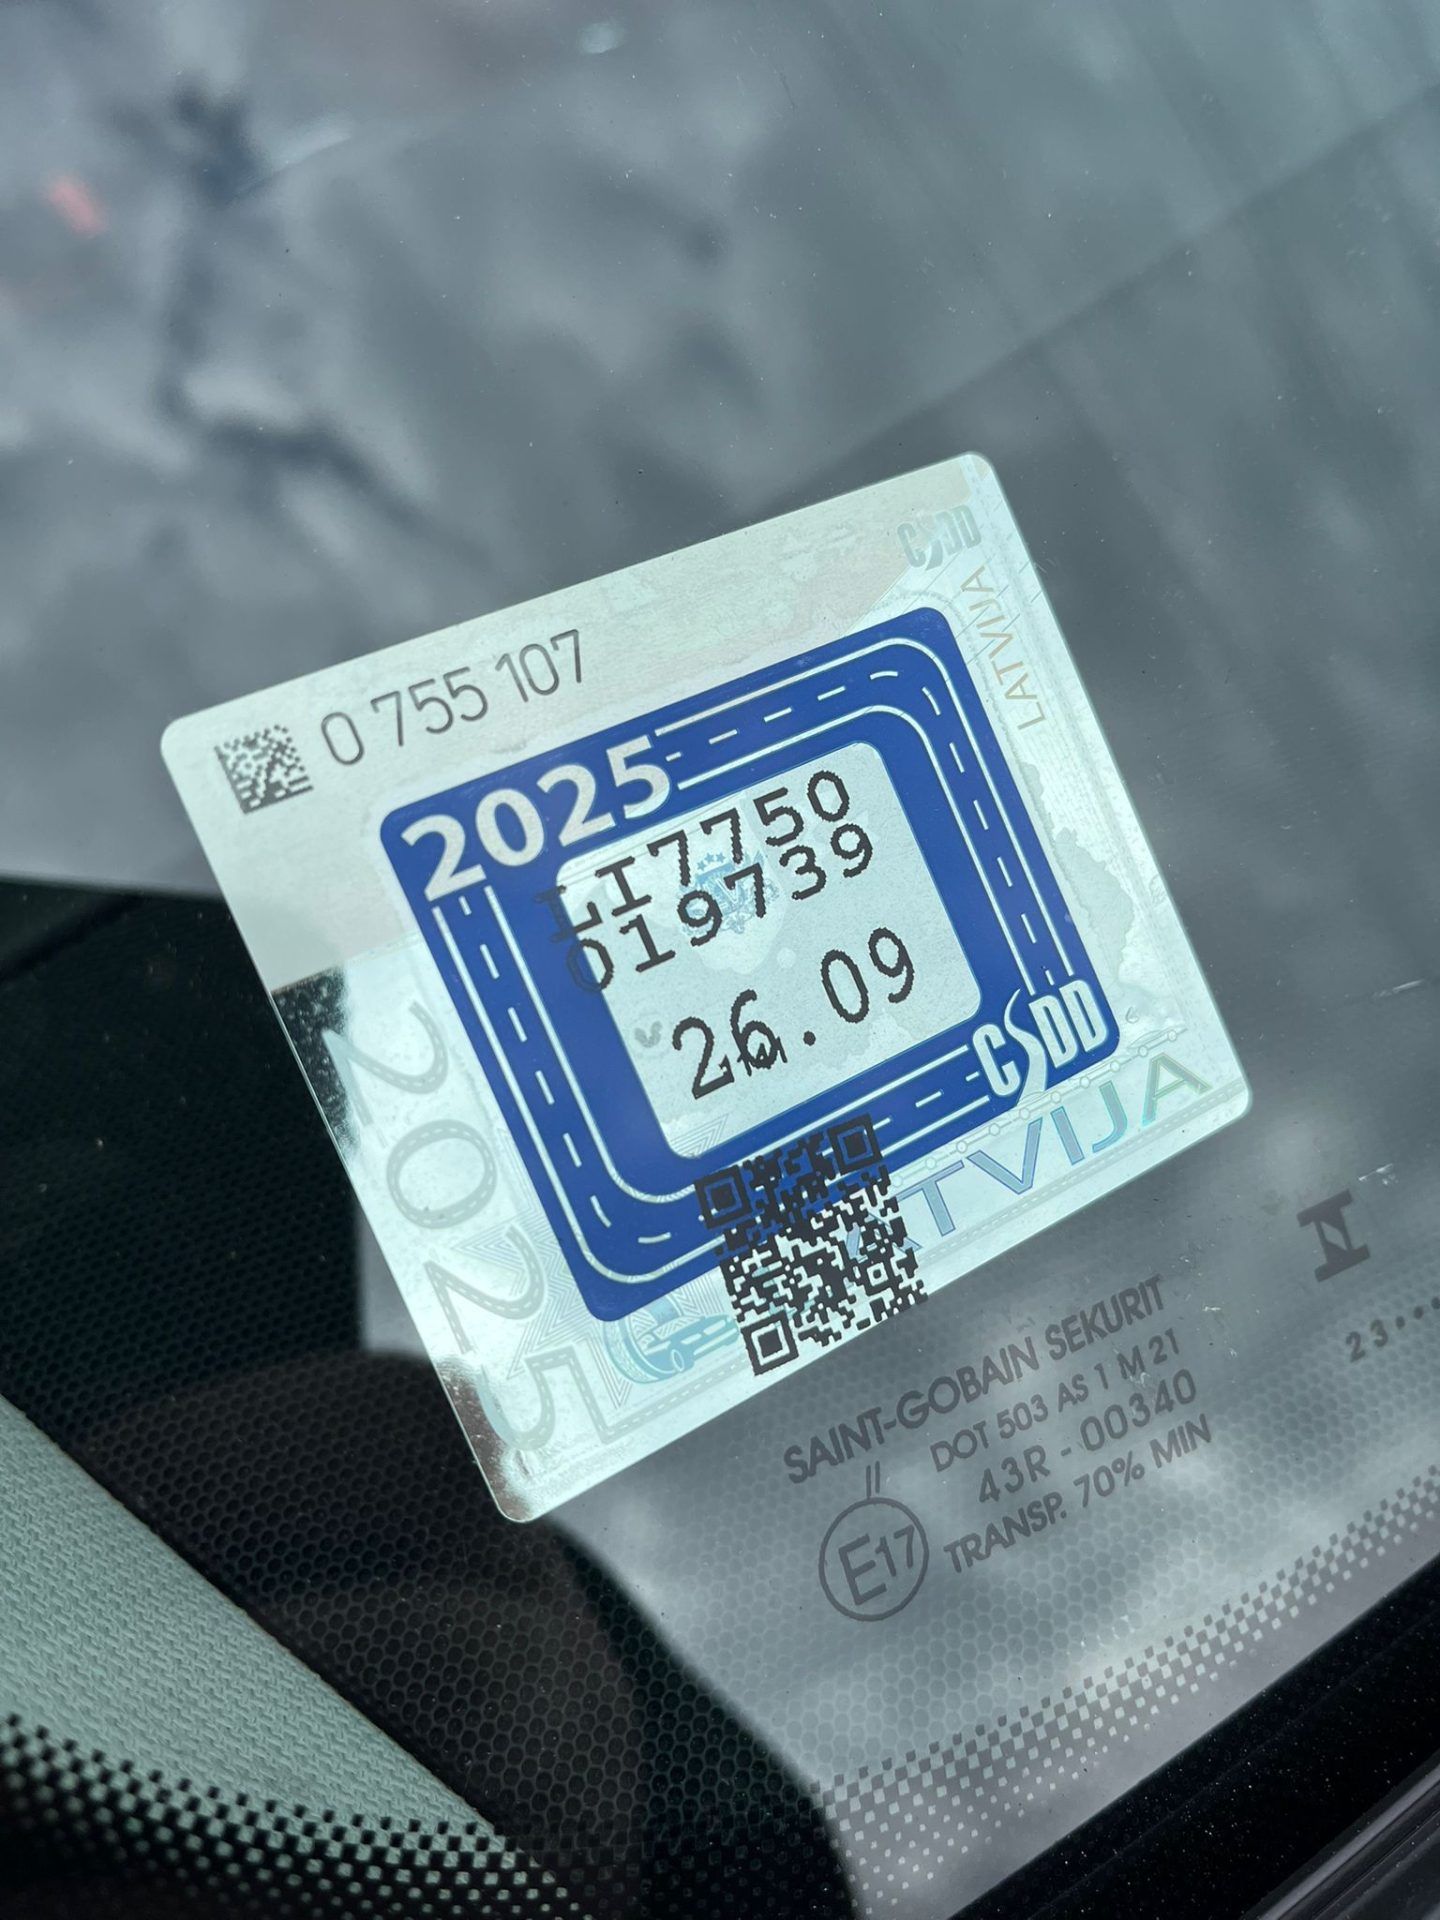 CSDD
LATVIJA
0 755 107
2025
LI7750
019739
26.09
CSDD
LATVIJA
2025
SAINT-GOBAIN SEKURIT
DOT 503 AS 1 M 21
43R - 00340
TRANSP. 70% MIN
//
E17
23...